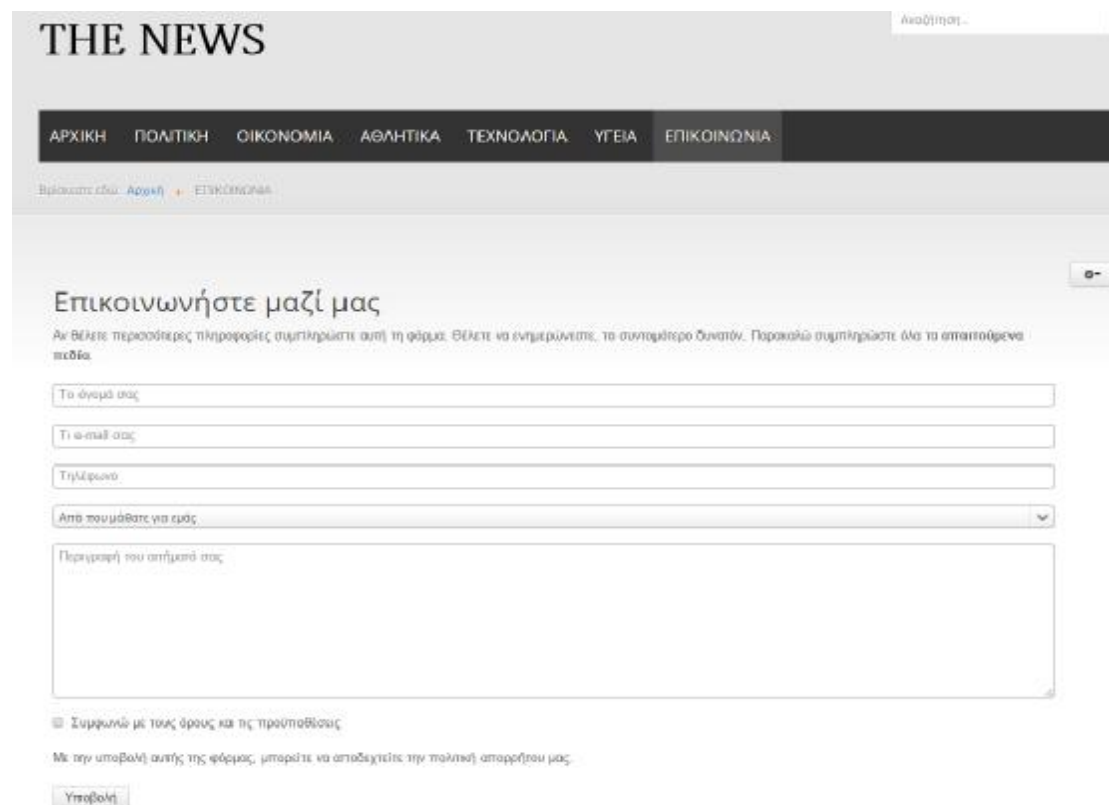 THE NEWS
Αναζήτηση...
ΑΡΧΙΚΗ ΠΟΛΙΤΙΚΗ ΟΙΚΟΝΟΜΙΑ ΑΘΛΗΤΙΚΑ ΤΕΧΝΟΛΟΓΙΑ ΥΓΕΙΑ ΕΠΙΚΟΙΝΩΝΙΑ
Βρίσκεστε εδώ: Αρχική ΕΠΙΚΟΙΝΩΝΙΑ
Επικοινωνήστε μαζί μας
Αν θέλετε περισσότερες πληροφορίες συμπληρώστε αυτή τη φόρμα. Θέλετε να ενημερώνεστε, το συντομότερο δυνατόν. Παρακαλώ συμπληρώστε όλα τα απαιτούμενα
πεδία.
Το όνομά σας
Τι e-mail σας
Τηλέφωνο
Από που μάθατε για εμάς
Περιγραφή του αιτήματό σας
Συμφωνώ με τους όρους και τις προϋποθέσεις
Με την υποβολή αυτής της φόρμας, μπορείτε να αποδεχτείτε την πολιτική απορρήτου μας.
Υποβολή